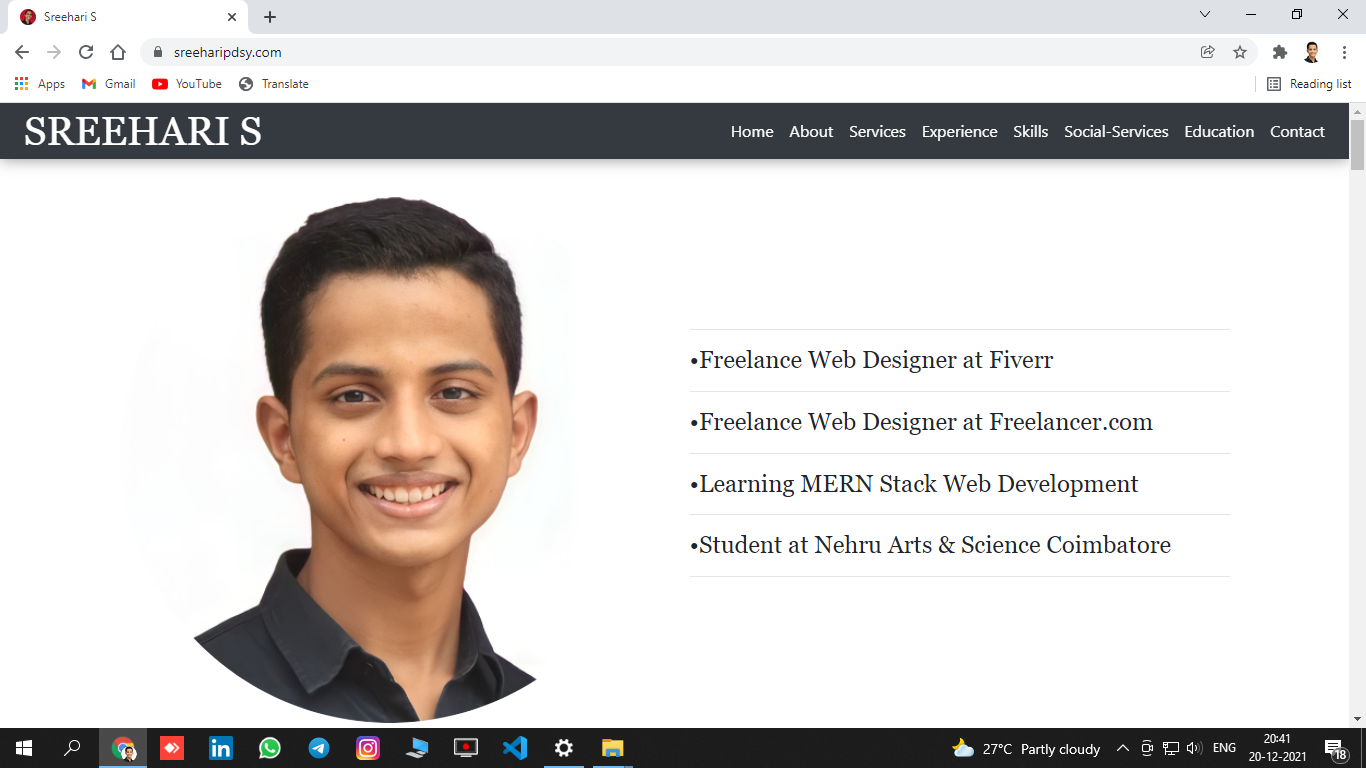 Sreehari S
sreeharipdsy.com
Apps Gmail YouTube Translate Reading list
SREEHARI S
Home About Services Experience Skills Social-Services Education Contact
•Freelance Web Designer at Fiverr
•Freelance Web Designer at Freelancer.com
•Learning MERN Stack Web Development
•Student at Nehru Arts & Science Coimbatore
27°C Partly cloudy ENG 20:41
20-12-2021 18